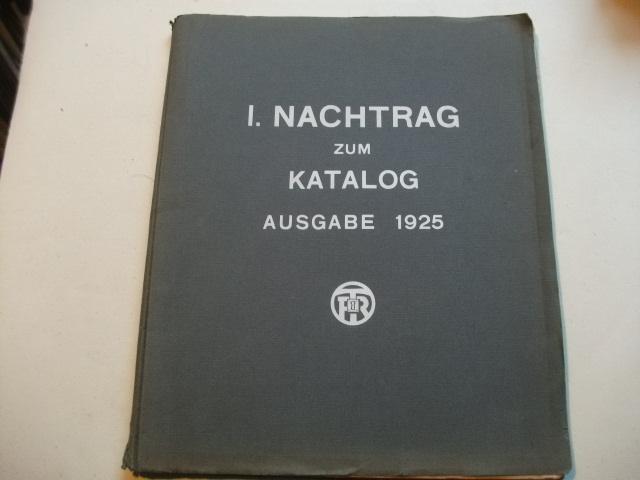 I. NACHTRAG
ZUM
KATALOG
AUSGABE 1925